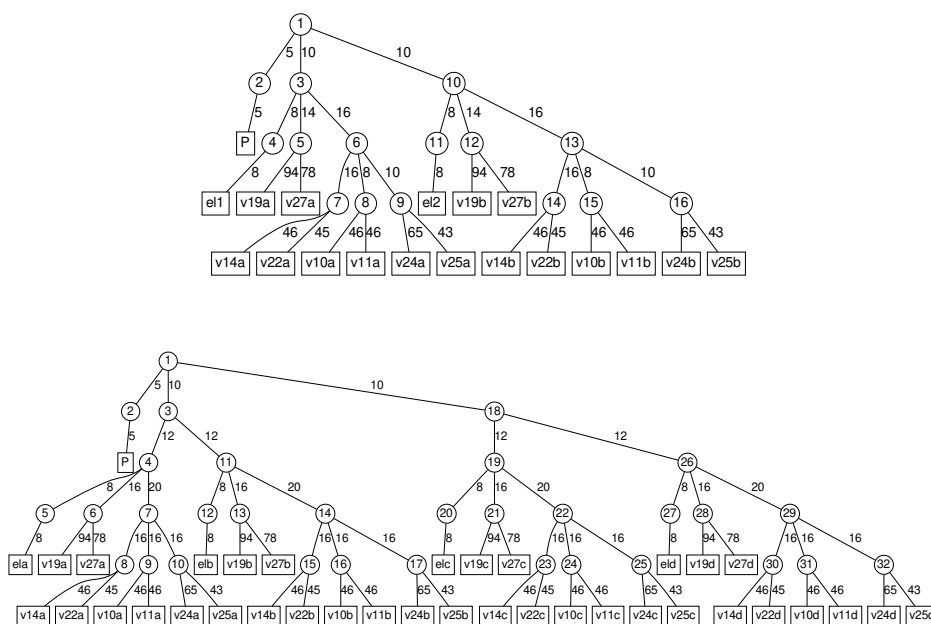 1
5 10 10
2 3 10
5 8 14 16 8 14 16
P 4 5 6 11 12 13
8 94 78 16 8 10 8 94 78 16 8 10
el1 v19a v27a 7 8 9 el2 v19b v27b 14 15 16
46 45 46 46 65 43 46 45 46 46 65 43
v14a v22a v10a v11a v24a v25a v14b v22b v10b v11b v24b v25b
1
5 10 10
2 3 18
5 12 12 12 12
P 4 11 19 26
8 16 20 8 16 20 8 16 20 8 16 20
5 6 7 12 13 14 20 21 22 27 28 29
8 94 78 16 16 16 8 94 78 16 16 16 8 94 78 16 16 16 8 94 78 16 16 16
ela v19a v27a 8 9 10 elb v19b v27b 15 16 17 elc v19c v27c 23 24 25 eld v19d v27d 30 31 32
46 45 46 46 65 43 46 45 46 46 65 43 46 45 46 46 65 43 46 45 46 46 65 43
v14a v22a v10a v11a v24a v25a v14b v22b v10b v11b v24b v25b v14c v22c v10c v11c v24c v25c v14d v22d v10d v11d v24d v25d